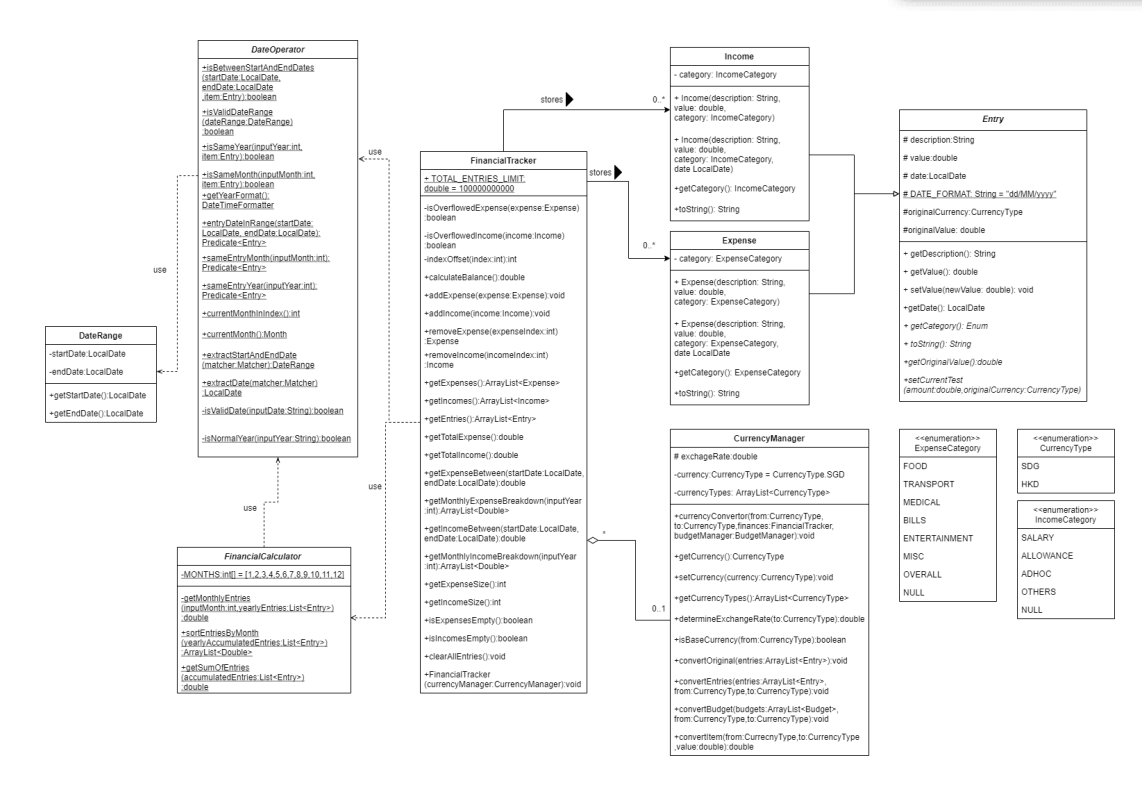 DateOperator
+isBetweenStartAndEndDates
(startDate:LocalDate,
endDate:LocalDate
,item:Entry):boolean
+isValidDateRange
(dateRange:DateRange)
:boolean
+isSameYear(inputYear:int,
item:Entry):boolean
+isSameMonth(inputMonth:int,
item:Entry):boolean
+getYearFormat():
DateTimeFormatter
+entryDateInRange(startDate:
LocalDate, endDate:LocalDate):
Predicate<Entry>
+sameEntryMonth(inputMonth:int):
Predicate<Entry>
+sameEntryYear(inputYear:int):
Predicate<Entry>
+currentMonthInIndex():int
+currentMonth():Month
+extractStartAndEndDate
(matcher:Matcher):DateRange
+extractDate(matcher:Matcher)
:LocalDate
-isValidDate(inputDate:String):boolean
-isNormalYear(inputYear:String):boolean
use
use
use
use
DateRange
-startDate:LocalDate
-endDate:LocalDate
+getStartDate():LocalDate
+getEndDate():LocalDate
FinancialCalculator
-MONTHS:int[] = [1,2,3,4,5,6,7,8,9,10,11,12]
-getMonthlyEntries
(inputMonth:int,yearlyEntries:List<Entry>)
:double
+sortEntriesByMonth
(yearlyAccumulatedEntries:List<Entry>)
:ArrayList<Double>
+getSumOfEntries
(accumulatedEntries:List<Entry>)
:double
FinancialTracker
+ TOTAL_ENTRIES_LIMIT:
double = 100000000000
-isOverflowedExpense(expense:Expense)
:boolean
-isOverflowedIncome(income:Income)
:boolean
-indexOffset(index:int):int
+calculateBalance():double
+addExpense(expense:Expense):void
+addIncome(income:Income):void
+removeExpense(expenseIndex:int)
:Expense
+removeIncome(incomeIndex:int)
:Income
+getExpenses():ArrayList<Expense>
+getIncomes():ArrayList<Income>
+getEntries():ArrayList<Entry>
+getTotalExpense():double
+getTotalIncome():double
+getExpenseBetween(startDate:LocalDate,
endDate:LocalDate):double
+getMonthlyExpenseBreakdown(inputYear
:int):ArrayList<Double>
+getIncomeBetween(startDate:LocalDate,
endDate:LocalDate):double
+getMonthlyIncomeBreakdown(inputYear
:int):ArrayList<Double>
+getExpenseSize():int
+getIncomeSize():int
+isExpensesEmpty():boolean
+isIncomesEmpty():boolean
+clearAllEntries():void
+FinancialTracker
(currencyManager:CurrencyManager):void
stores
0..*
stores
0..*
*
0..1
Income
- category: IncomeCategory
+ Income(description: String,
value: double,
category: IncomeCategory)
+ Income(description: String,
value: double,
category: IncomeCategory,
date LocalDate)
+getCategory(): IncomeCategory
+toString(): String
Expense
- category: ExpenseCategory
+ Expense(description: String,
value: double,
category: ExpenseCategory)
+ Expense(description: String,
value: double,
category: ExpenseCategory,
date LocalDate
+getCategory(): ExpenseCategory
+toString(): String
CurrencyManager
# exchageRate:double
-currency:CurrencyType = CurrencyType.SGD
-currencyTypes: ArrayList<CurrencyType>
+currencyConvertor(from:CurrencyType,
to:CurrencyType,finances:FinancialTracker,
budgetManager:BudgetManager):void
+getCurrency():CurrencyType
+setCurrency(currency:CurrencyType):void
+getCurrencyTypes():ArrayList<CurrencyType>
+determineExchangeRate(to:CurrencyType):double
+isBaseCurrency(from:CurrencyType):boolean
+convertOriginal(entries:ArrayList<Entry>):void
+convertEntries(entries:ArrayList<Entry>,
from:CurrencyType,to:CurrencyType):void
+convertBudget(budgets:ArrayList<Budget>,
from:CurrencyType,to:CurrencyType):void
+convertItem(from:CurrecnyType,to:CurrencyType
,value:double):double
Entry
# description:String
# value:double
# date:LocalDate
# DATE_FORMAT: String = "dd/MM/yyyy"
#originalCurrency:CurrencyType
#originalValue: double
+ getDescription(): String
+ getValue(): double
+ setValue(newValue: double): void
+getDate(): LocalDate
+ getCategory(): Enum
+ toString(): String
+getOriginalValue():double
+setCurrentTest
(amount:double,originalCurrency:CurrencyType)
<<enumeration>>
ExpenseCategory
FOOD
TRANSPORT
MEDICAL
BILLS
ENTERTAINMENT
MISC
OVERALL
NULL
<<enumeration>>
CurrencyType
SDG
HKD
<<enumeration>>
IncomeCategory
SALARY
ALLOWANCE
ADHOC
OTHERS
NULL